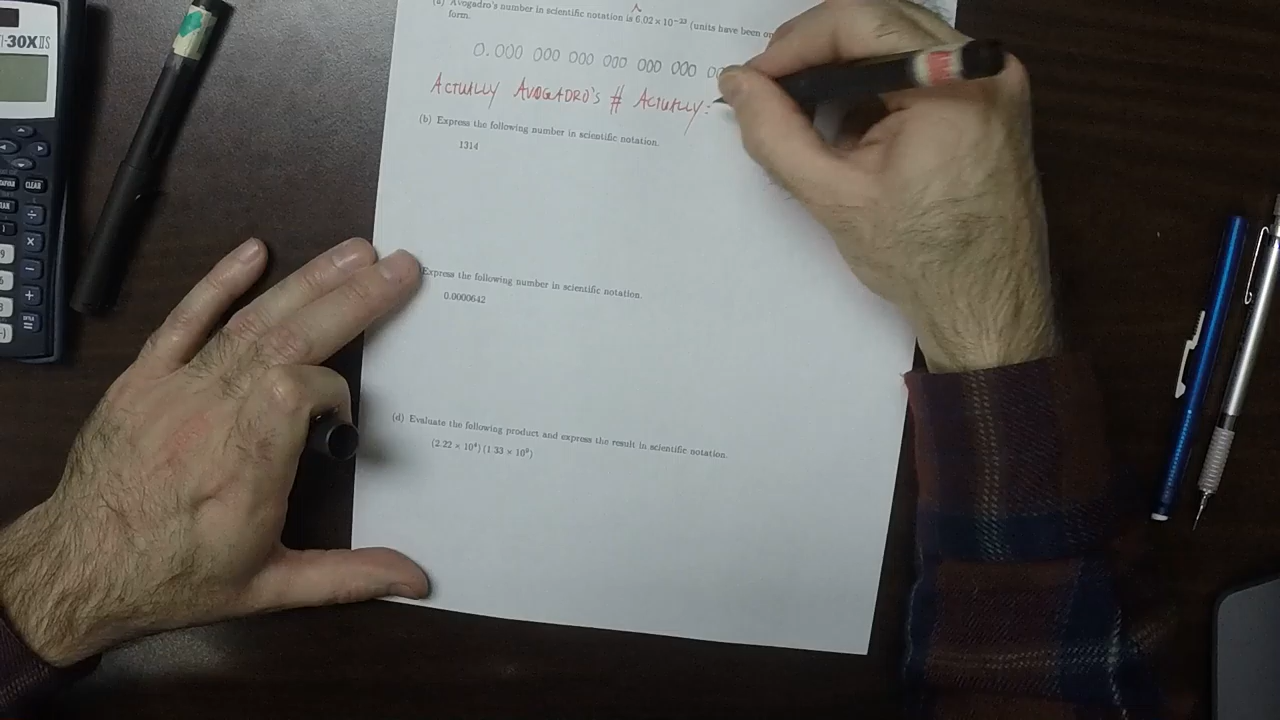 -30X IIS
(a) Avogadro's number in scientific notation is 6.02 × 10⁻²³ (units have been
form.
0.000 000 000 000 000 000
ACTUALLY AVOGADRO'S # ACTUALLY:
(b) Express the following number in scientific notation.
1314
Express the following number in scientific notation.
0.0000642
(d) Evaluate the following product and express the result in scientific notation.
(2.22 × 10⁴)(1.33 × 10⁹)
CLEAR